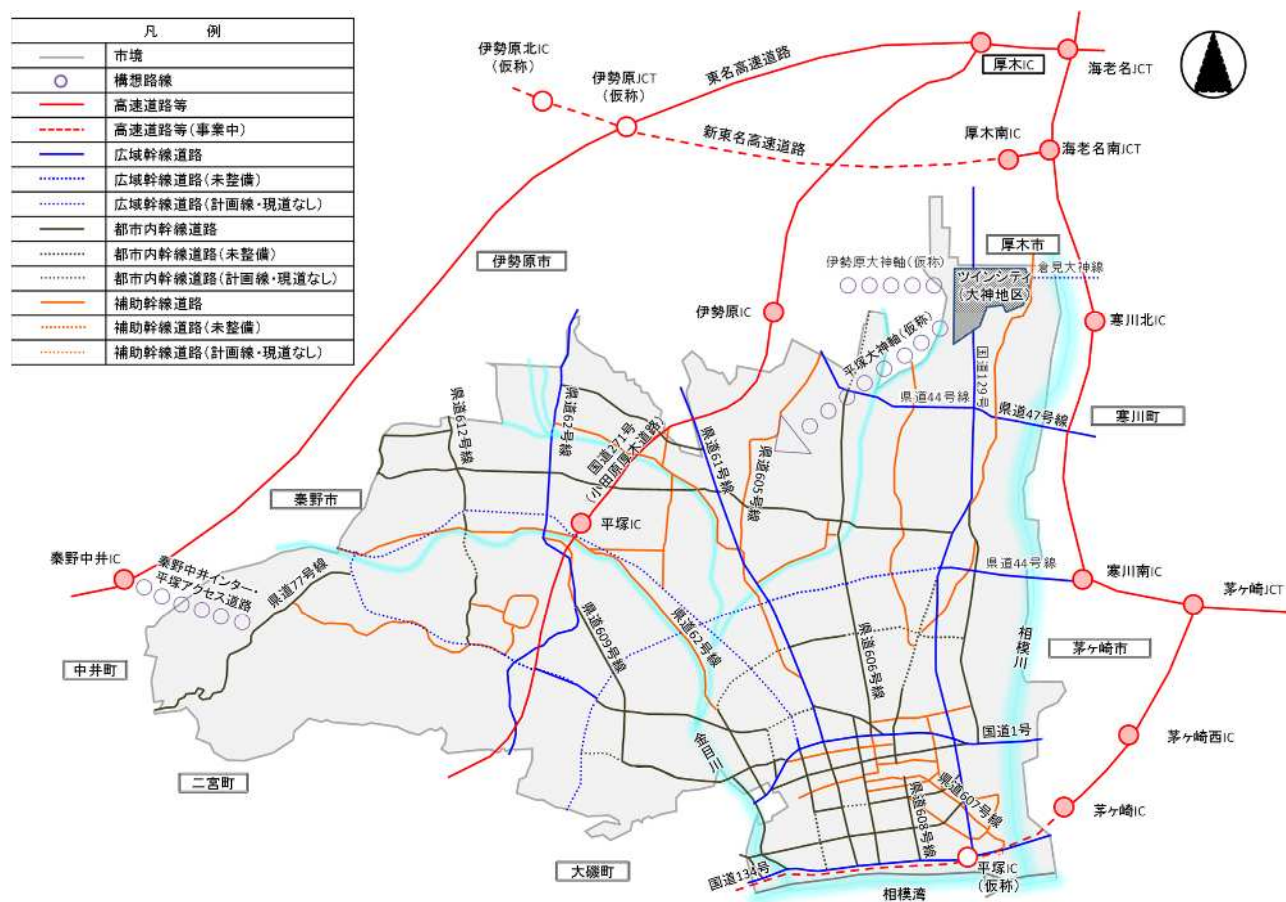 凡　例
市境
構想路線
高速道路等
高速道路等(事業中)
広域幹線道路
広域幹線道路(未整備)
広域幹線道路(計画線・現道なし)
都市内幹線道路
都市内幹線道路(未整備)
都市内幹線道路(計画線・現道なし)
補助幹線道路
補助幹線道路(未整備)
補助幹線道路(計画線・現道なし)
伊勢原北IC
(仮称)
伊勢原JCT
(仮称)
東名高速道路
厚木IC
海老名JCT
新東名高速道路
厚木南IC
海老名南JCT
伊勢原市
厚木市
伊勢原大神軸(仮称)
ツインシティ
(大神地区)
倉見大神線
伊勢原IC
平塚大神軸(仮称)
寒川北IC
国道129号
県道44号線
県道47号線
寒川町
県道612号線
県道62号線
国道271号
(小田原厚木道路)
県道61号線
県道605号線
秦野市
平塚IC
秦野中井IC
秦野中井インター・
平塚アクセス道路
県道77号線
県道44号線
寒川南IC
茅ヶ崎JCT
県道609号線
県道62号線
県道606号線
相模川
茅ヶ崎市
中井町
国道1号
茅ヶ崎西IC
金目川
二宮町
県道607号線
県道608号線
茅ヶ崎IC
大磯町
国道134号
平塚IC
(仮称)
相模湾